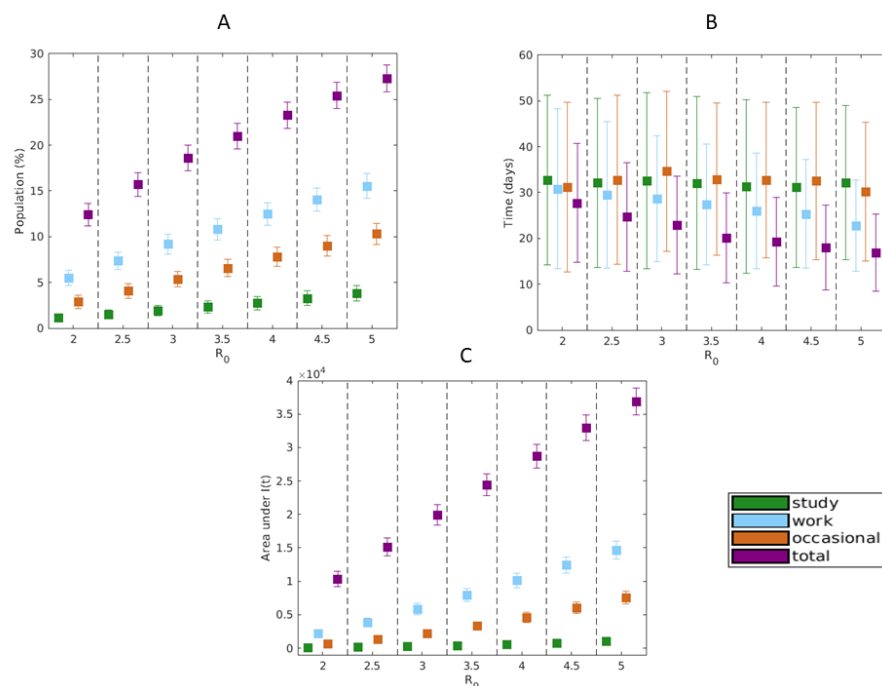 A
Population (%)
30
25
20
15
10
5
0
2 2.5 3 3.5 4 4.5 5
R0
B
Time (days)
60
50
40
30
20
10
0
2 2.5 3 3.5 4 4.5 5
R0
C
×10^4
Area under I(t)
4
3.5
3
2.5
2
1.5
1
0.5
0
2 2.5 3 3.5 4 4.5 5
R0
study
work
occasional
total